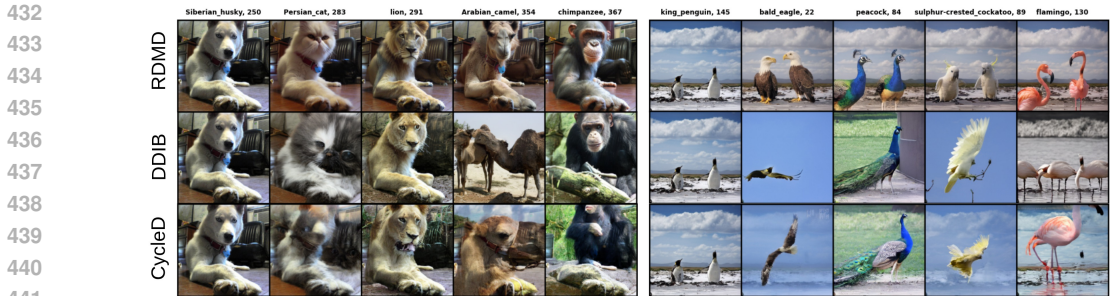 432
433
434
435
436
437
438
439
440
Siberian_husky, 250 Persian_cat, 283 lion, 291 Arabian_camel, 354 chimpanzee, 367 king_penguin, 145 bald_eagle, 22 peacock, 84 sulphur-crested_cockatoo, 89 flamingo, 130
RDMD
DDIB
CycleD